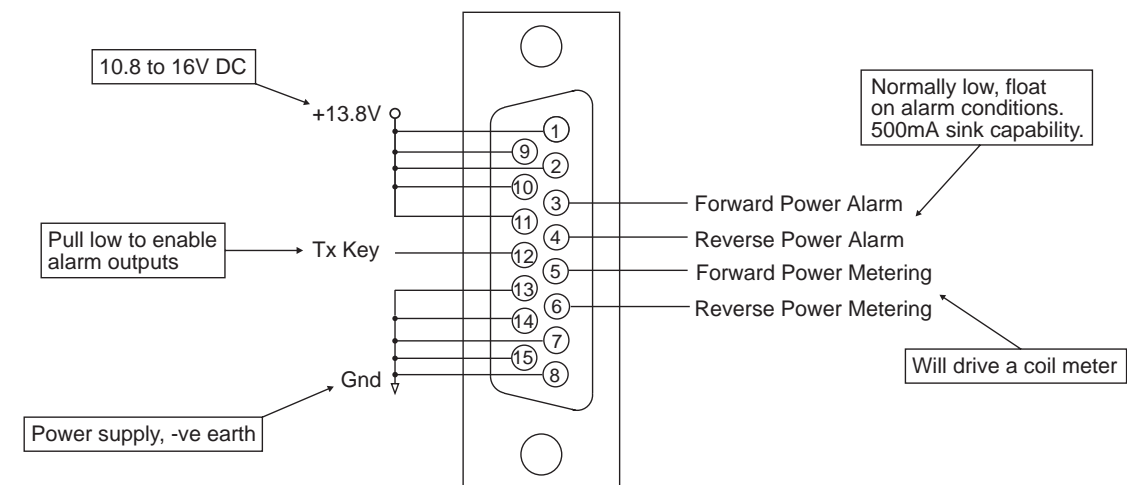 10.8 to 16V DC
+13.8V
Pull low to enable
alarm outputs
Tx Key
Gnd
Power supply, -ve earth
1
9
2
10
3
11
4
12
5
13
6
14
7
15
8
Normally low, float
on alarm conditions.
500mA sink capability.
Forward Power Alarm
Reverse Power Alarm
Forward Power Metering
Reverse Power Metering
Will drive a coil meter